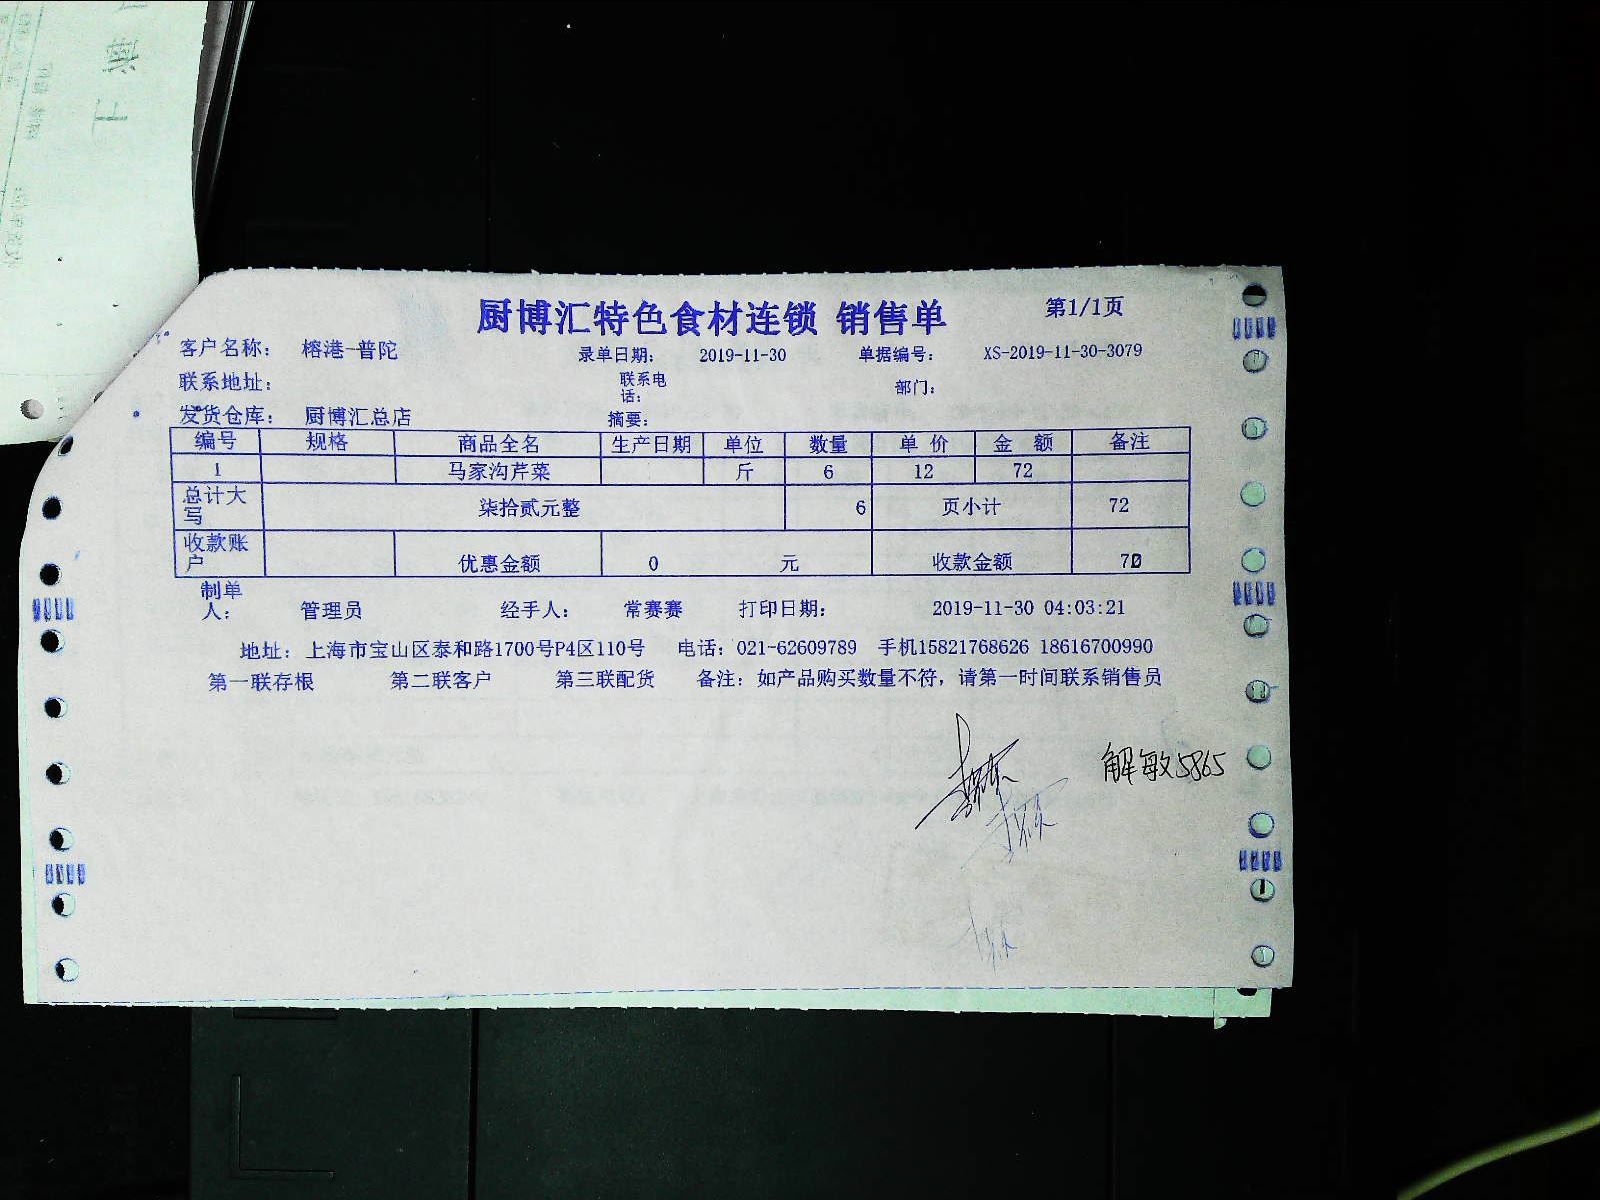 厨博汇特色食材连锁 销售单 第1/1页
客户名称： 榕港-普陀 录单日期： 2019-11-30 单据编号： XS-2019-11-30-3079
联系地址： 联系电话： 部门：
发货仓库： 厨博汇总店 摘要：
编号 规格 商品全名 生产日期 单位 数量 单 价 金 额 备注
1 马家沟芹菜 斤 6 12 72
总计大写 柒拾贰元整 6 页小计 72
收款账户 优惠金额 0 元 收款金额
制单人： 管理员 经手人： 常赛赛 打印日期： 2019-11-30 04:03:21
地址：上海市宝山区泰和路1700号P4区110号 电话：021-62609789 手机15821768626 18616700990
第一联存根 第二联客户 第三联配货 备注：如产品购买数量不符，请第一时间联系销售员
解敏5865